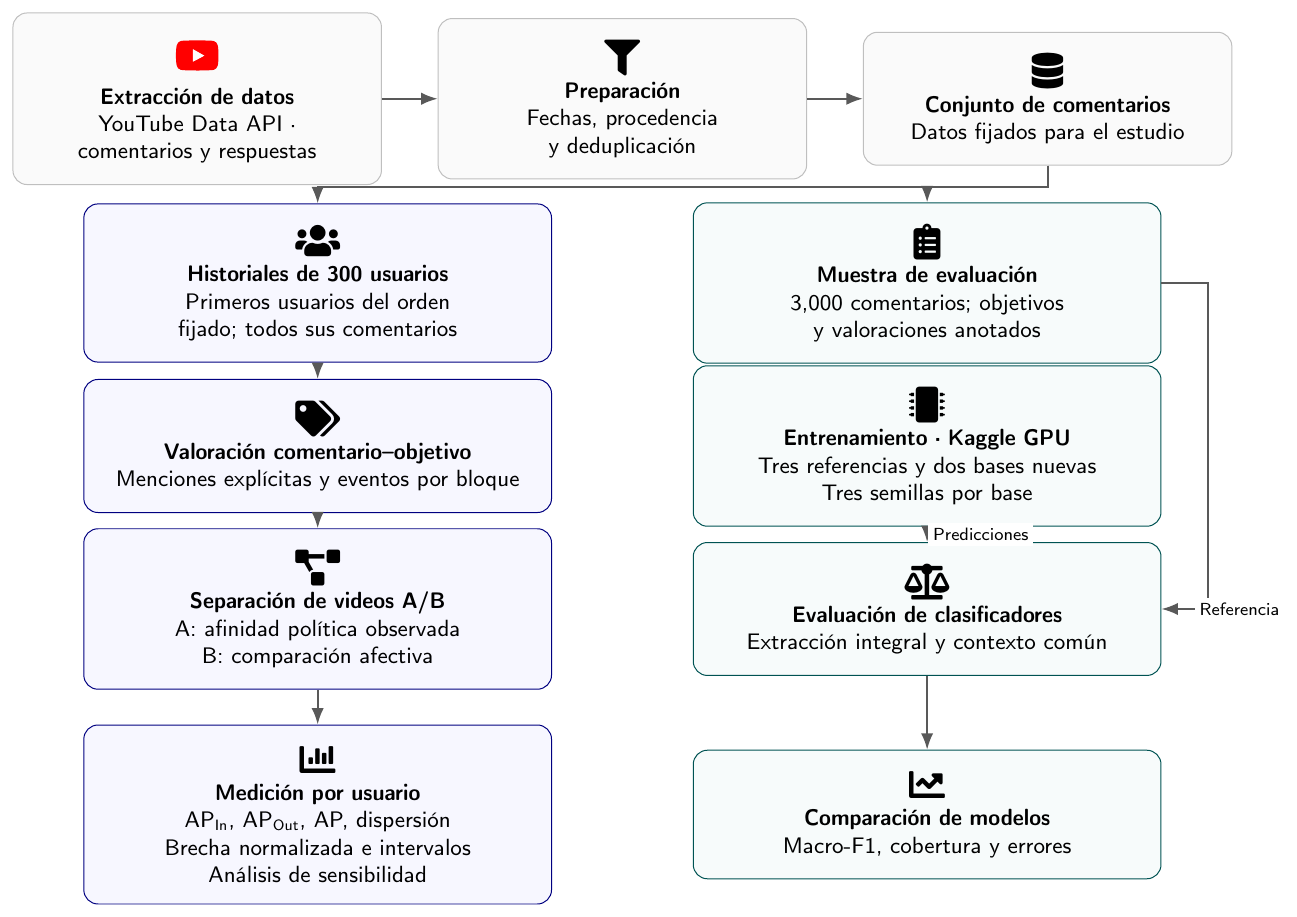 Extracción de datos
YouTube Data API ·
comentarios y respuestas
Preparación
Fechas, procedencia
y deduplicación
Conjunto de comentarios
Datos fijados para el estudio
Historiales de 300 usuarios
Primeros usuarios del orden
fijado; todos sus comentarios
Valoración comentario–objetivo
Menciones explícitas y eventos por bloque
Separación de videos A/B
A: afinidad política observada
B: comparación afectiva
Medición por usuario
AP_In, AP_Out, AP, dispersión
Brecha normalizada e intervalos
Análisis de sensibilidad
Muestra de evaluación
3,000 comentarios; objetivos
y valoraciones anotados
Entrenamiento · Kaggle GPU
Tres referencias y dos bases nuevas
Tres semillas por base
Predicciones
Evaluación de clasificadores
Extracción integral y contexto común
Referencia
Comparación de modelos
Macro-F1, cobertura y errores